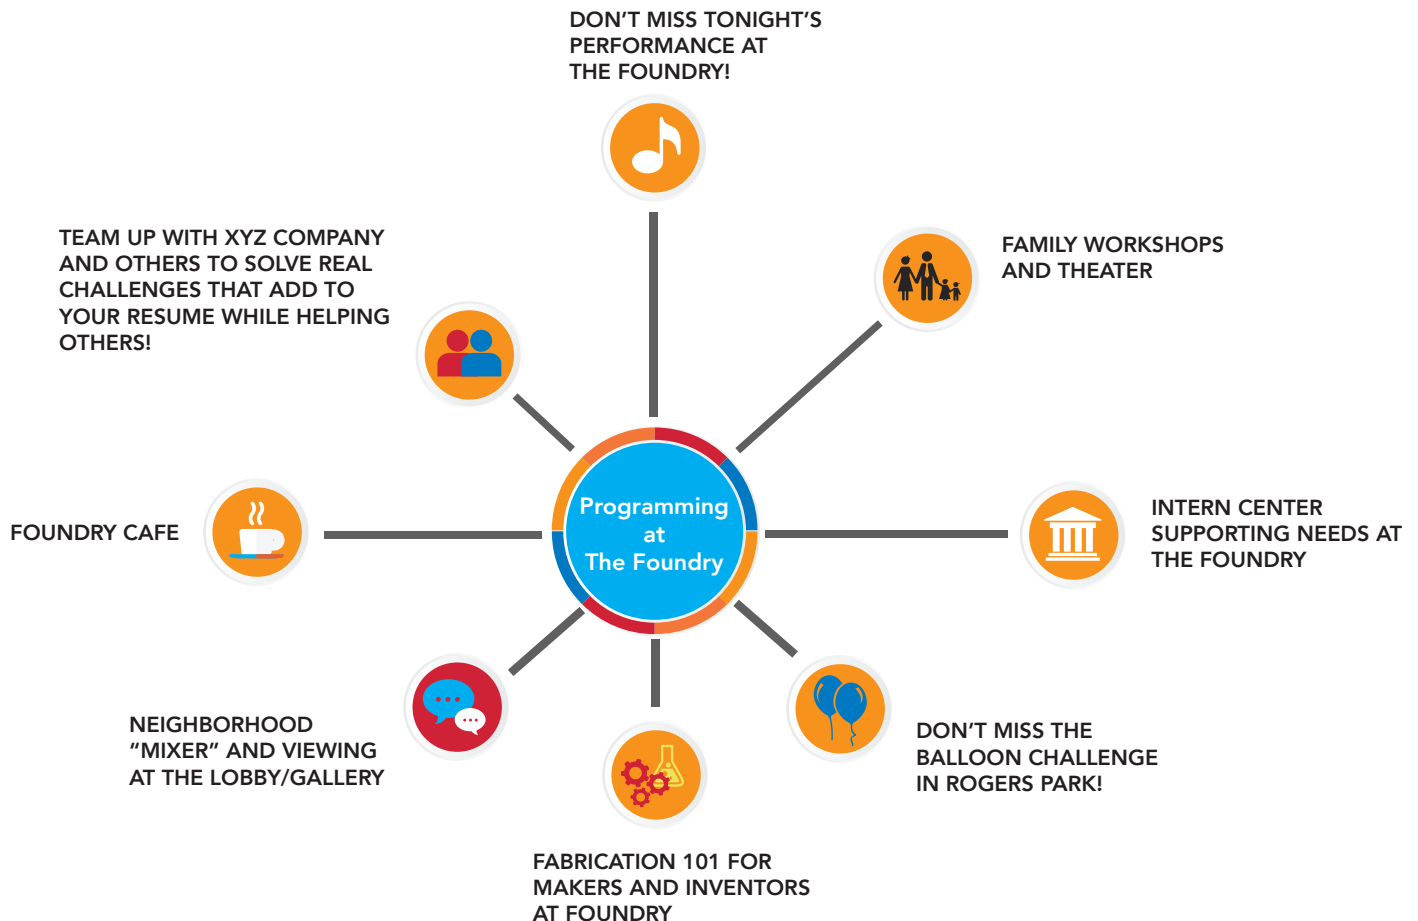 DON’T MISS TONIGHT’S
PERFORMANCE AT
THE FOUNDRY!
TEAM UP WITH XYZ COMPANY
AND OTHERS TO SOLVE REAL
CHALLENGES THAT ADD TO
YOUR RESUME WHILE HELPING
OTHERS!
FAMILY WORKSHOPS
AND THEATER
FOUNDRY CAFE
Programming
at
The Foundry
INTERN CENTER
SUPPORTING NEEDS AT
THE FOUNDRY
NEIGHBORHOOD
“MIXER” AND VIEWING
AT THE LOBBY/GALLERY
DON’T MISS THE
BALLOON CHALLENGE
IN ROGERS PARK!
FABRICATION 101 FOR
MAKERS AND INVENTORS
AT FOUNDRY